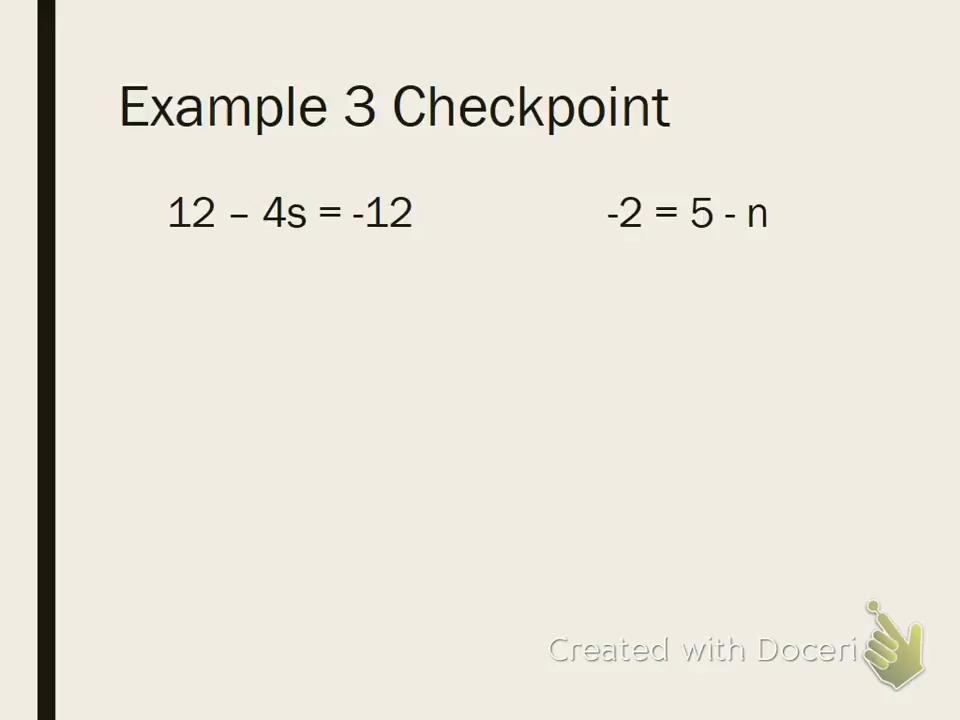 Example 3 Checkpoint
12 – 4s = -12
-2 = 5 - n
Created with Doceri